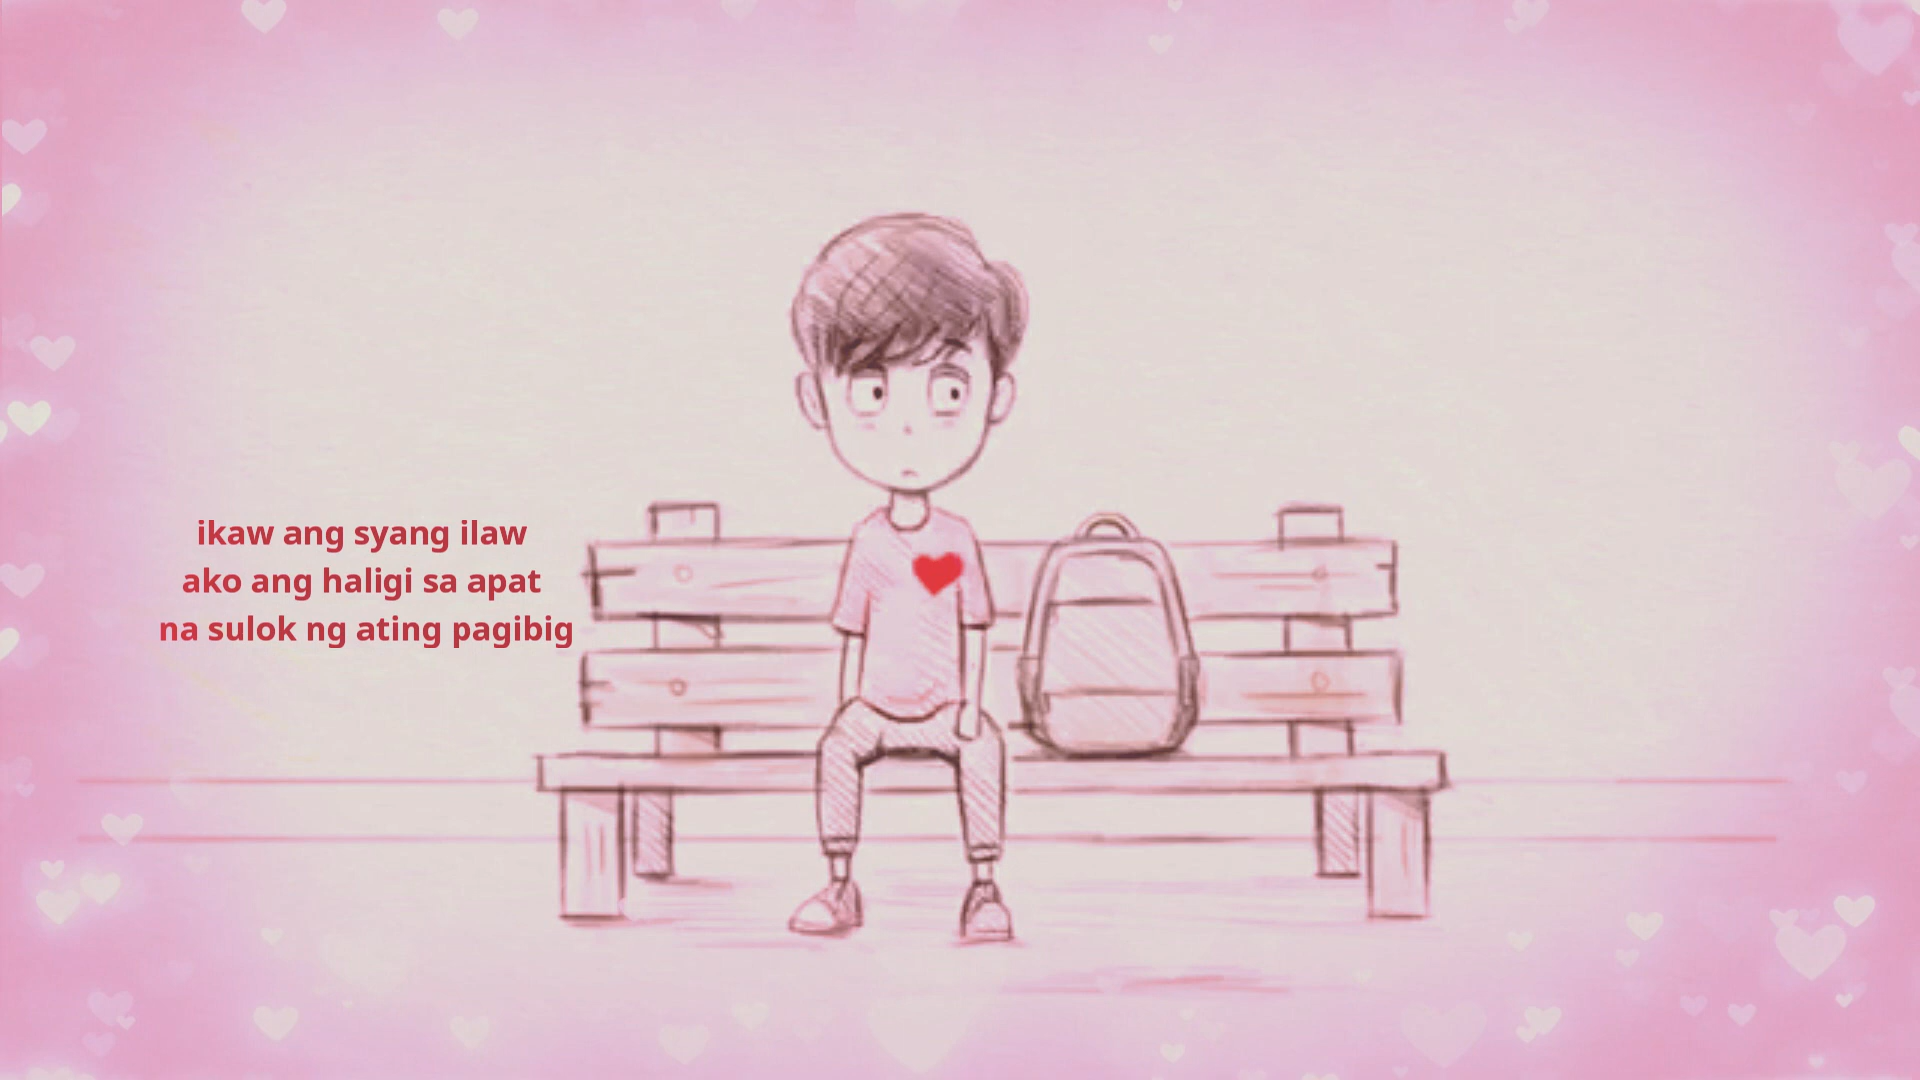 ikaw ang syang ilaw
ako ang haligi sa apat
na sulok ng ating pagibig